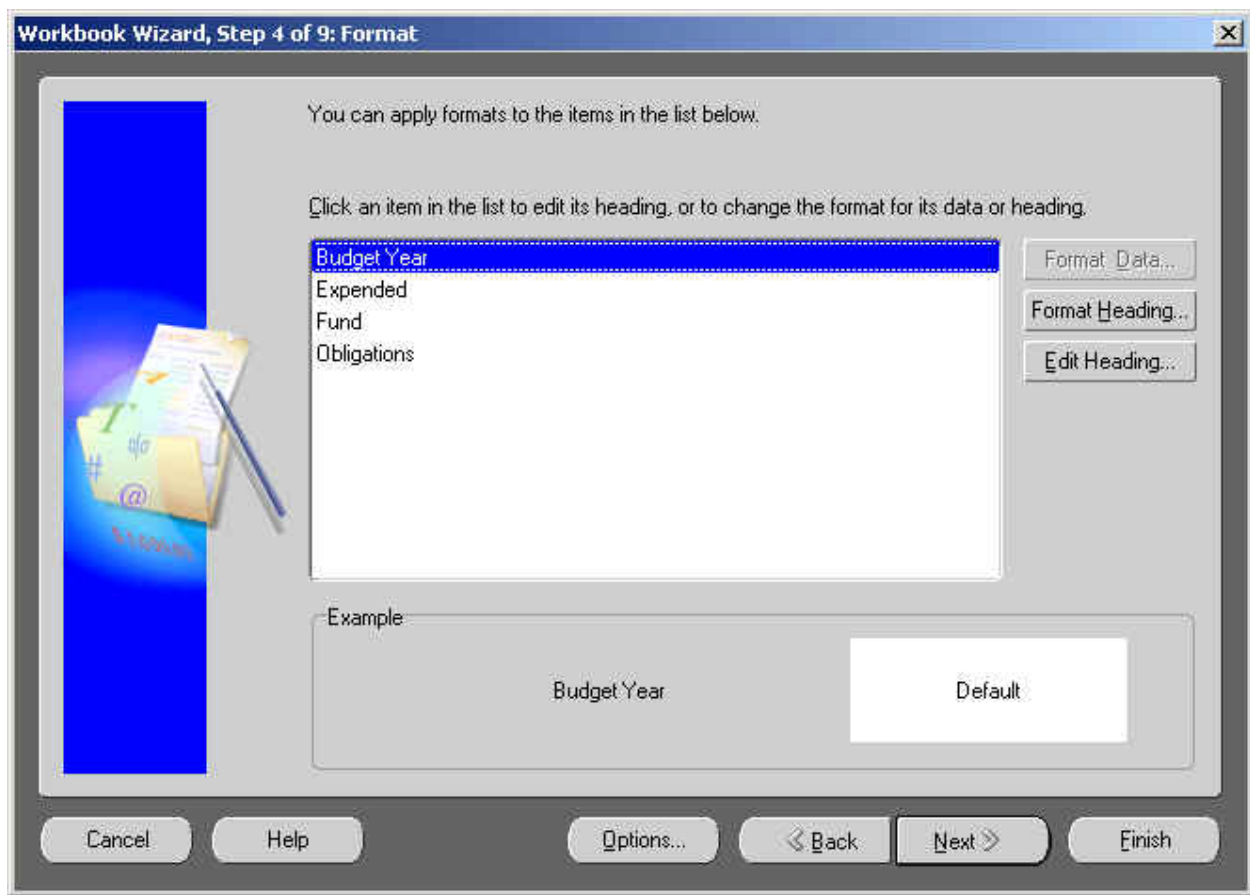 Workbook Wizard, Step 4 of 9: Format
You can apply formats to the items in the list below.
Click an item in the list to edit its heading, or to change the format for its data or heading.
Budget Year
Expended
Fund
Obligations
Format Data...
Format Heading...
Edit Heading...
Example
Budget Year
Default
Cancel
Help
Options...
Back
Next
Finish